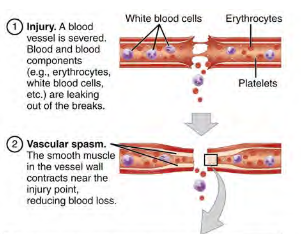 White blood cells
Erythrocytes
Platelets
1 Injury. A blood
vessel is severed.
Blood and blood
components
(e.g., erythrocytes,
white blood cells,
etc.) are leaking
out of the breaks.
2 Vascular spasm.
The smooth muscle
in the vessel wall
contracts near the
injury point,
reducing blood loss.